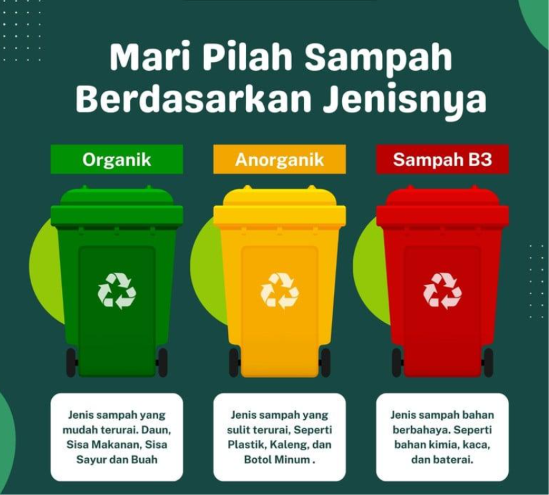 Mari Pilah Sampah
Berdasarkan Jenisnya
Organik
Anorganik
Sampah B3
Jenis sampah yang
mudah terurai. Daun,
Sisa Makanan, Sisa
Sayur dan Buah
Jenis sampah yang
sulit terurai, Seperti
Plastik, Kaleng, dan
Botol Minum .
Jenis sampah bahan
berbahaya. Seperti
bahan kimia, kaca,
dan baterai.